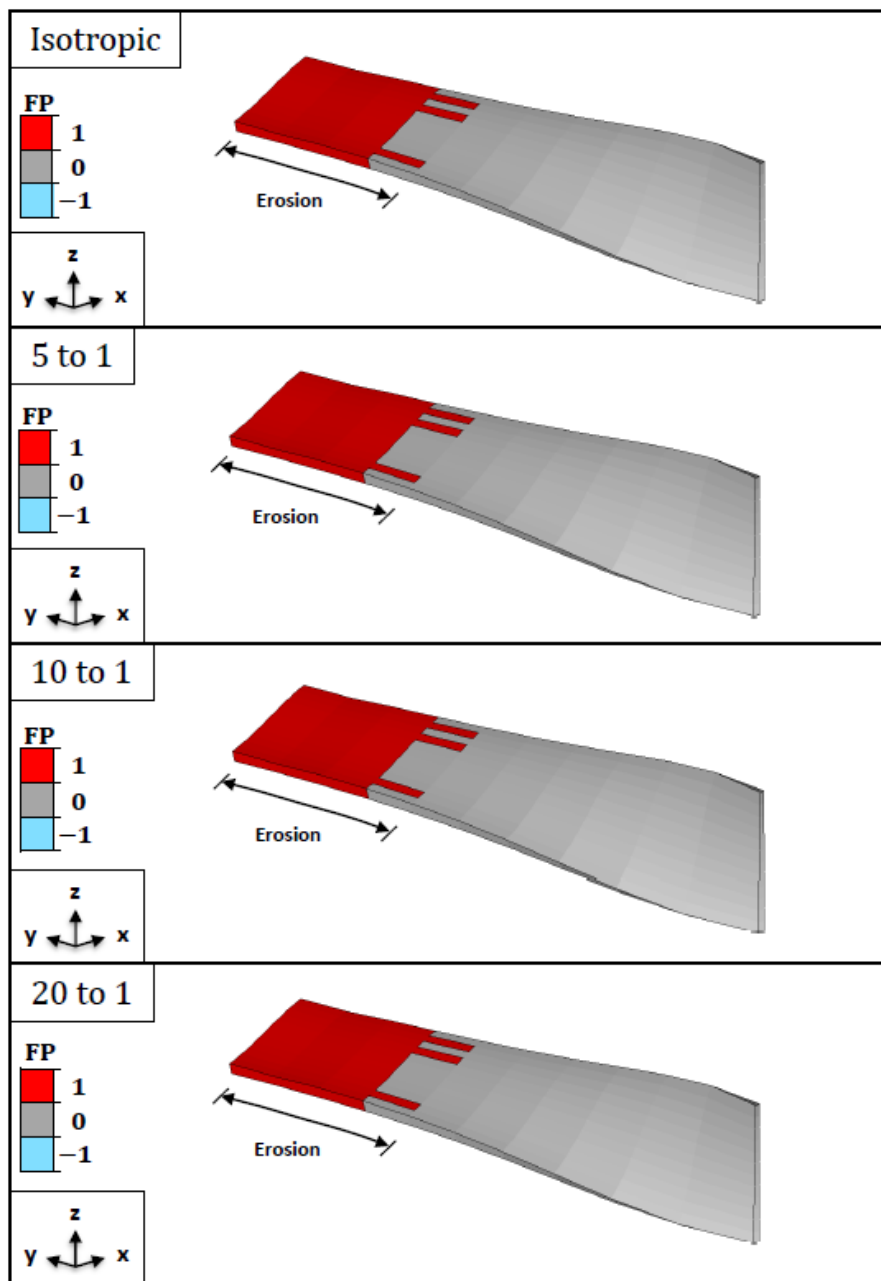 Isotropic
FP
1
0
−1
Erosion
z
y x
5 to 1
FP
1
0
−1
Erosion
z
y x
10 to 1
FP
1
0
−1
Erosion
z
y x
20 to 1
FP
1
0
−1
Erosion
z
y x